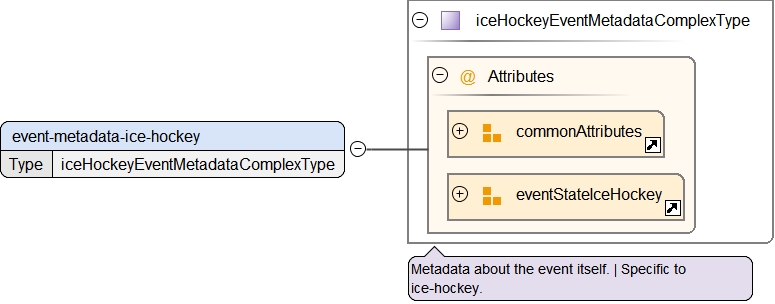 iceHockeyEventMetadataComplexType
@ Attributes
commonAttributes
event-metadata-ice-hockey
Type iceHockeyEventMetadataComplexType
eventStateIceHockey
Metadata about the event itself. | Specific to
ice-hockey.